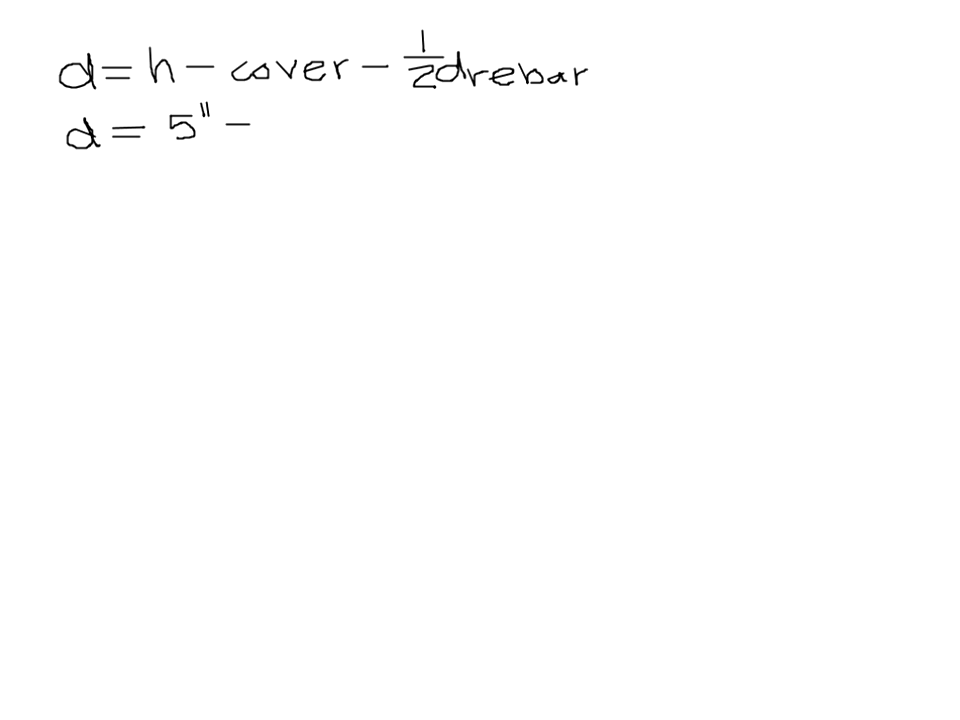 d = h - cover - 1/2 drebar
d = 5" -